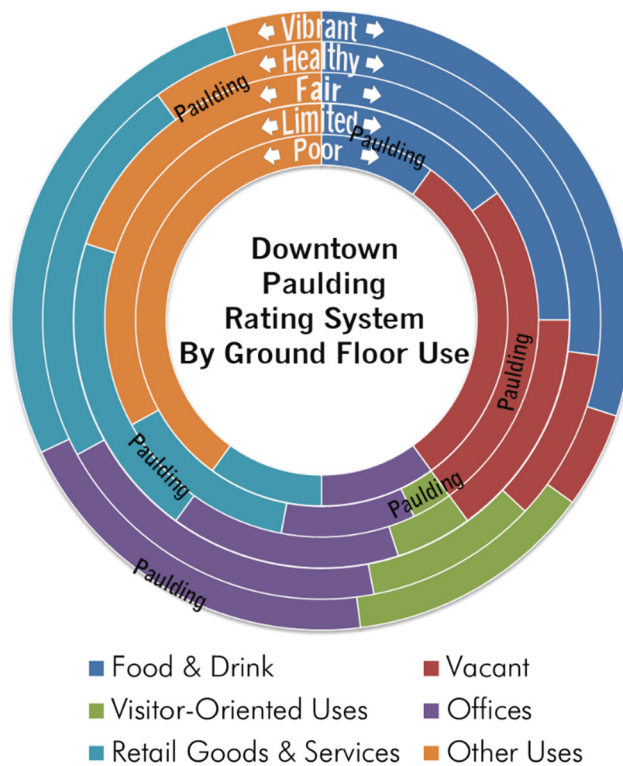 Vibrant
Healthy
Fair
Limited
Poor
Paulding
Paulding
Paulding
Paulding
Paulding
Paulding
Downtown
Paulding
Rating System
By Ground Floor Use
Food & Drink
Vacant
Visitor-Oriented Uses
Offices
Retail Goods & Services
Other Uses